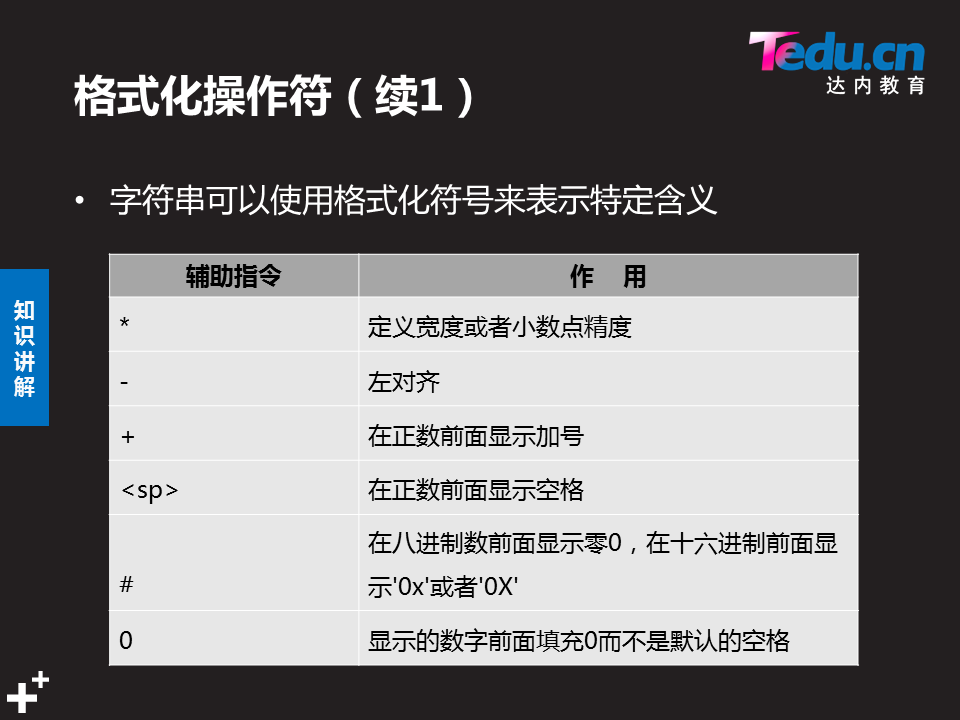 Tedu.cn
达内教育
格式化操作符（续1）
• 字符串可以使用格式化符号来表示特定含义
知识讲解
辅助指令 作 用
* 定义宽度或者小数点精度
- 左对齐
+ 在正数前面显示加号
<sp> 在正数前面显示空格
# 在八进制数前面显示零0，在十六进制前面显
示'0x'或者'0X'
0 显示的数字前面填充0而不是默认的空格